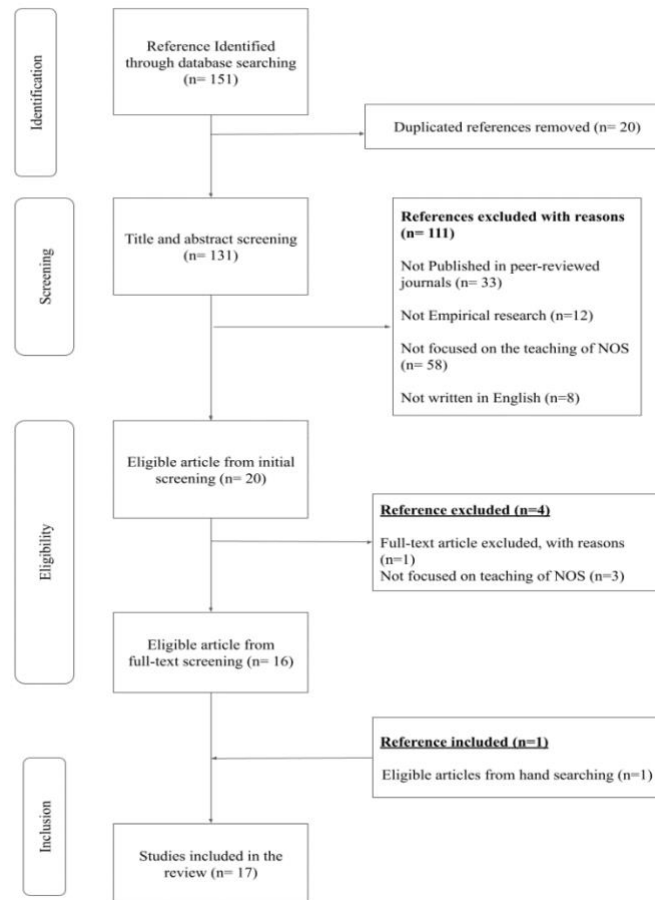 Identification
Reference Identified
through database searching
(n= 151)
Duplicated references removed (n= 20)
Screening
Title and abstract screening
(n= 131)
References excluded with reasons
(n= 111)
Not Published in peer-reviewed
journals (n= 33)
Not Empirical research (n=12)
Not focused on the teaching of NOS
(n= 58)
Not written in English (n=8)
Eligibility
Eligible article from initial
screening (n= 20)
Reference excluded (n=4)
Full-text article excluded, with reasons
(n=1)
Not focused on teaching of NOS (n=3)
Eligible article from
full-text screening (n= 16)
Reference included (n=1)
Eligible articles from hand searching (n=1)
Inclusion
Studies included in the
review (n= 17)